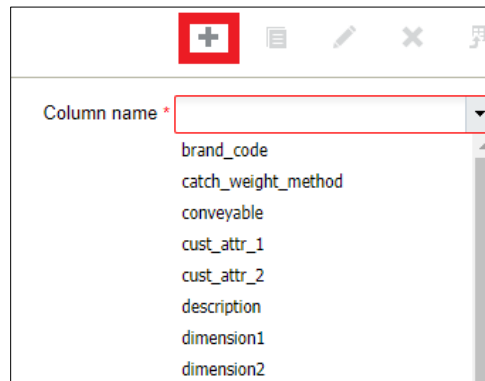 Column name *
brand_code
catch_weight_method
conveyable
cust_attr_1
cust_attr_2
description
dimension1
dimension2